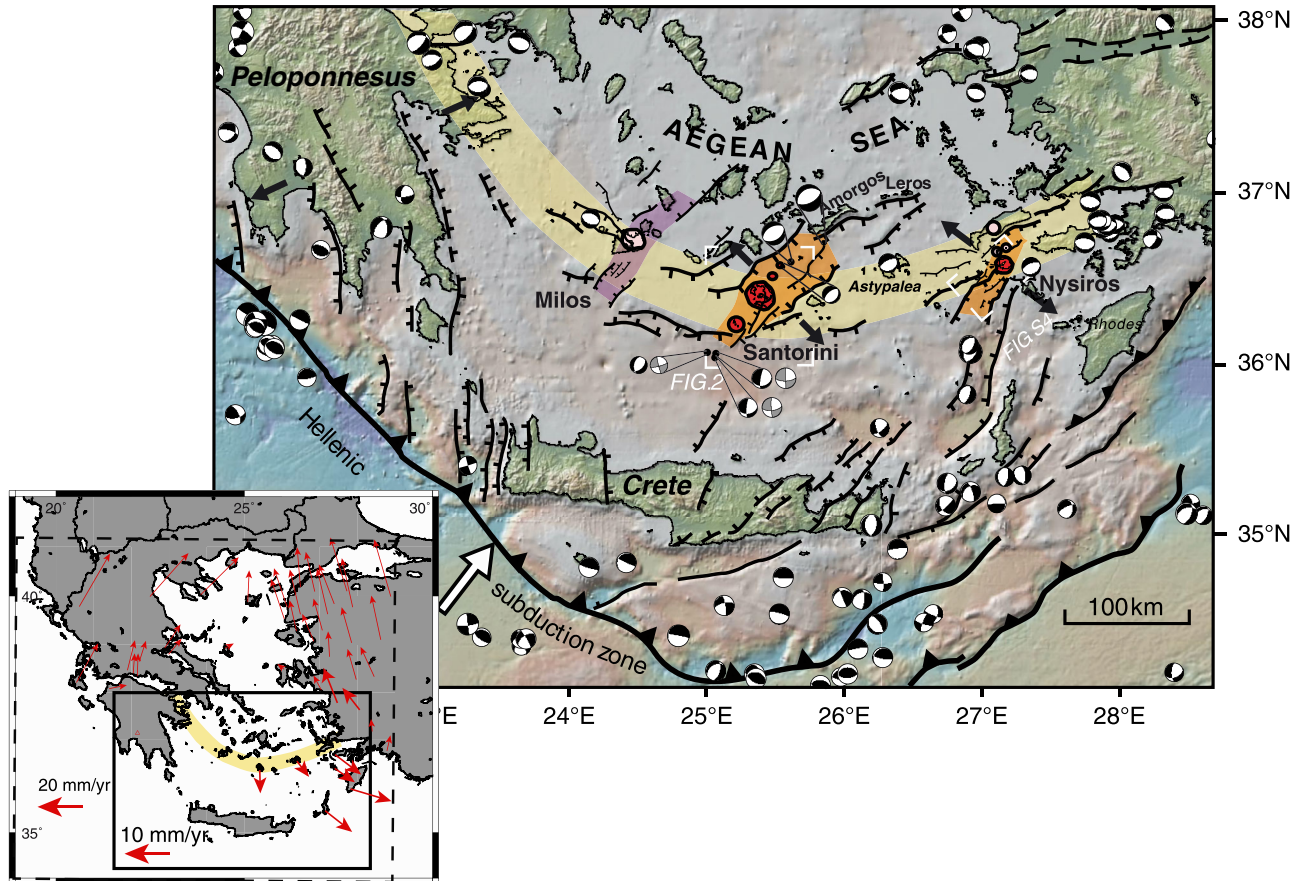 38°N
Peloponnesus
AEGEAN
SEA
37°N
Amorgos
Leros
Milos
Astypalea
Nysiros
Santorini
Rhodes
FIG.2
FIG S4
36°N
Hellenic
Crete
35°N
subduction zone
100km
24°E
25°E
26°E
27°E
28°E
°E
20°
25°
30°
40°
20 mm/yr
10 mm/yr
35°